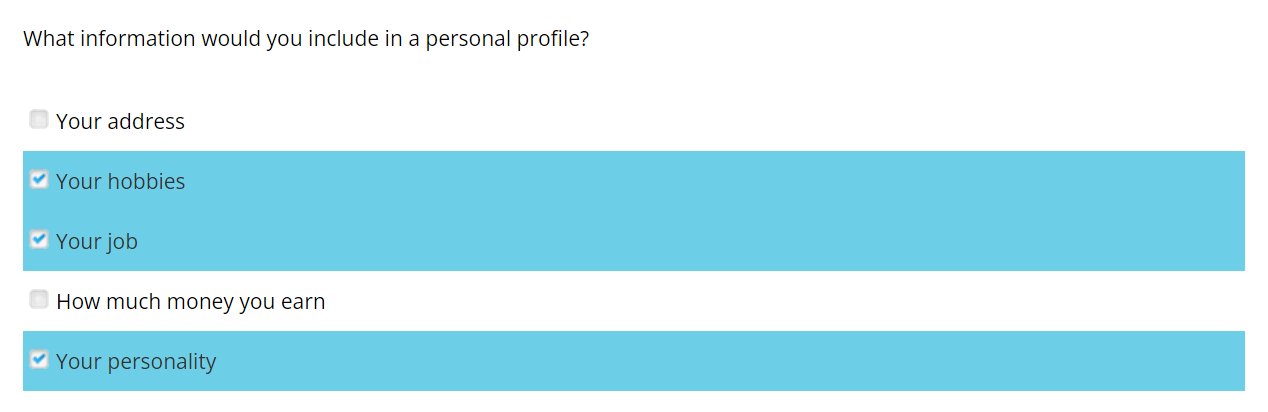 What information would you include in a personal profile?
Your address
Your hobbies
Your job
How much money you earn
Your personality